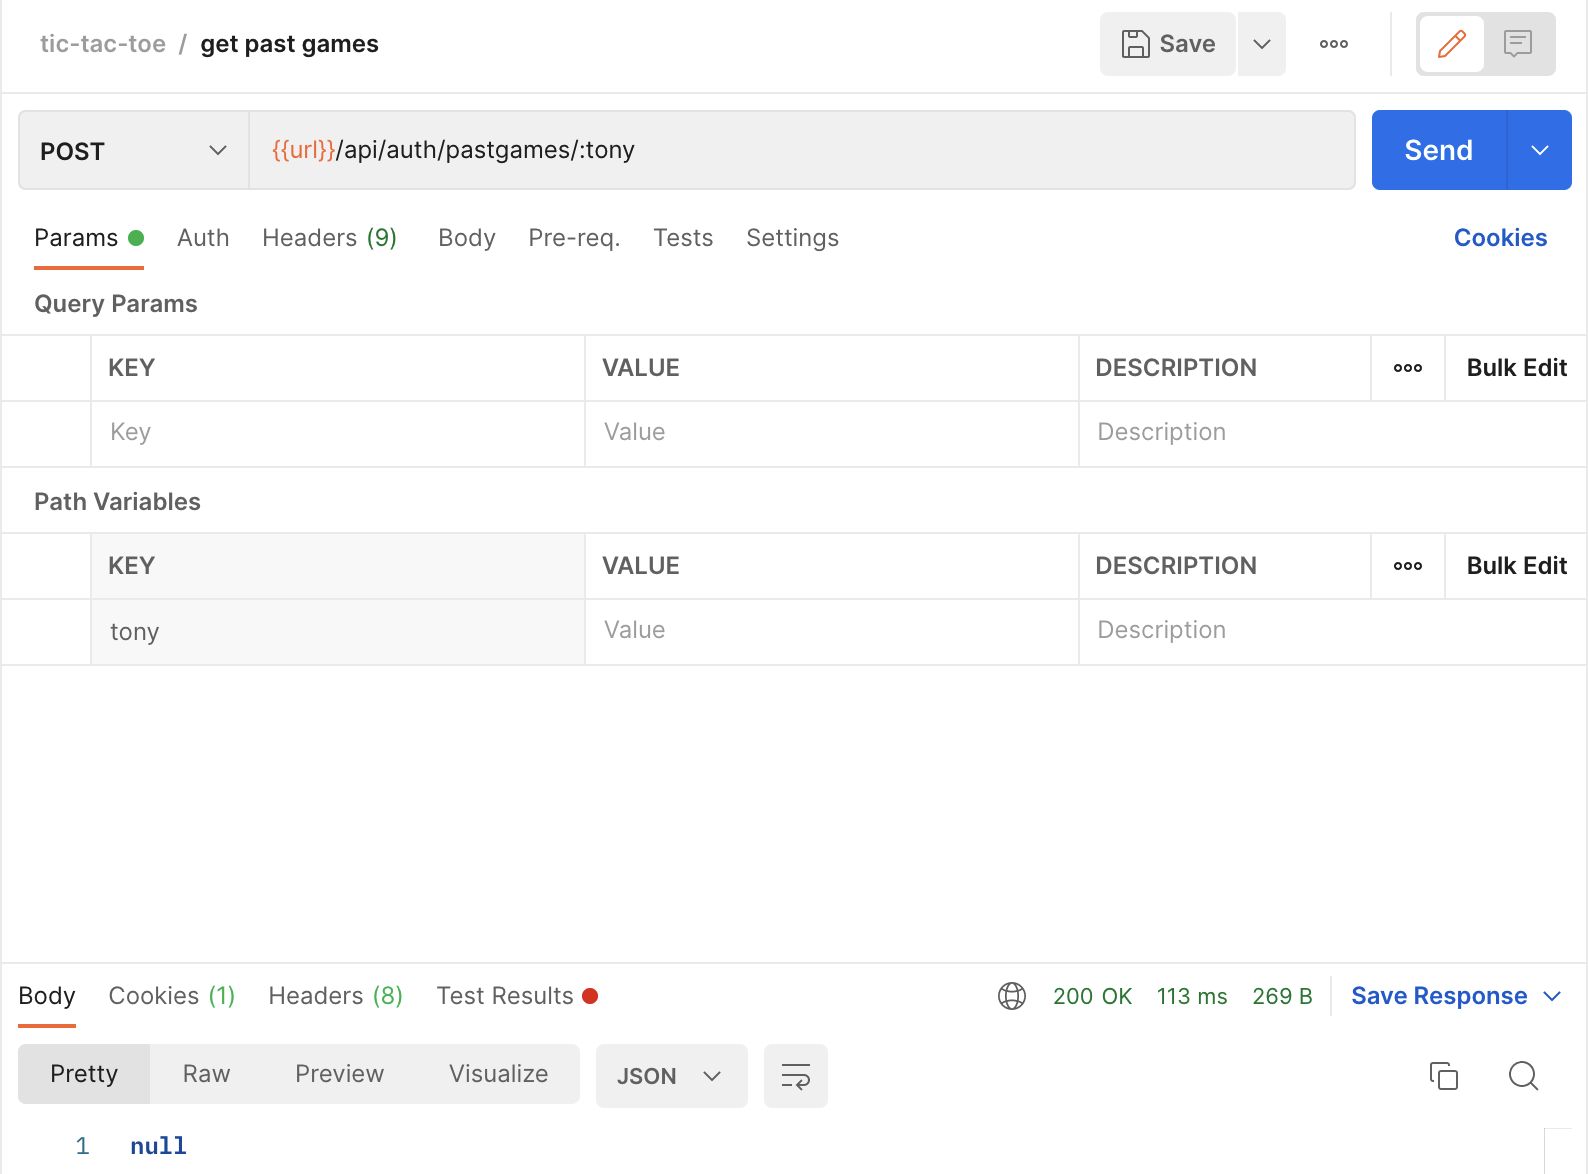 tic-tac-toe / get past games
Save
POST
{{url}}/api/auth/pastgames/:tony
Send
Params Auth Headers (9) Body Pre-req. Tests Settings Cookies
Query Params
KEY VALUE DESCRIPTION ooo Bulk Edit
Key Value Description
Path Variables
KEY VALUE DESCRIPTION ooo Bulk Edit
tony Value Description
Body Cookies (1) Headers (8) Test Results 200 OK 113 ms 269 B Save Response
Pretty Raw Preview Visualize JSON
1 null